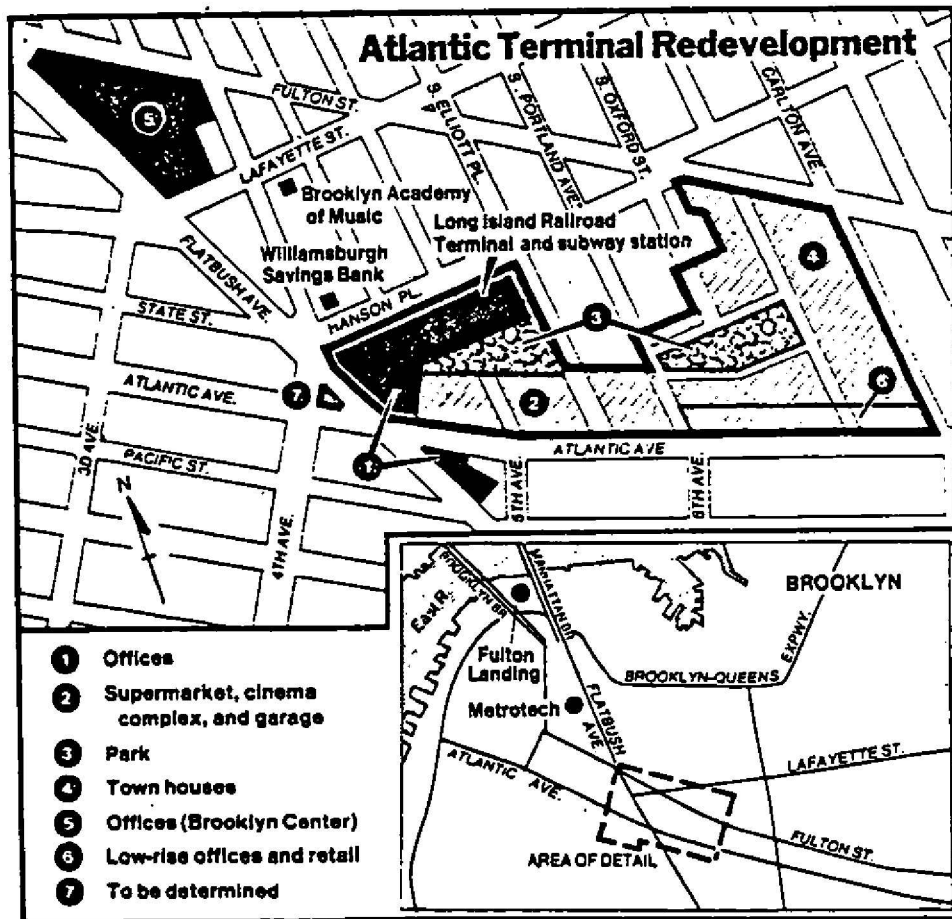 Atlantic Terminal Redevelopment
FULTON ST.
LAFAYETTE ST.
S. ELLIOTT PL.
S. PORTLAND AVE.
S. OXFORD ST.
CARLTON AVE.
5
Brooklyn Academy
of Music
Long Island Railroad
Terminal and subway station
Williamsburgh
Savings Bank
HANSON PL.
FLATBUSH AVE.
STATE ST.
ATLANTIC AVE.
PACIFIC ST.
3D AVE.
4TH AVE.
N
3
4
2
6
7
1
ATLANTIC AVE
5TH AVE.
6TH AVE.
BROOKLYN
East R.
BROOKLYN BR.
MANHATTAN BR.
Fulton
Landing
Metrotech
FLATBUSH
AVE.
BROOKLYN-QUEENS
EXPWY.
LAFAYETTE ST.
ATLANTIC AVE.
FULTON ST.
AREA OF DETAIL
1 Offices
2 Supermarket, cinema
complex, and garage
3 Park
4 Town houses
5 Offices (Brooklyn Center)
6 Low-rise offices and retail
7 To be determined